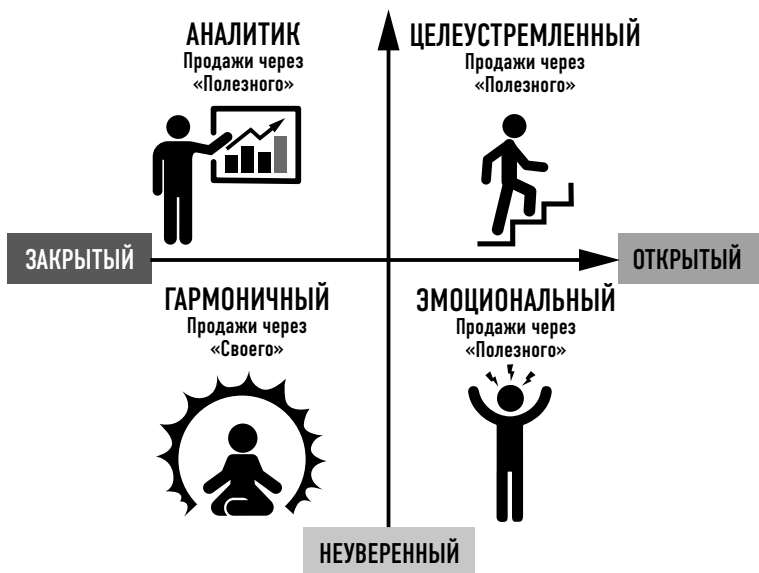 АНАЛИТИК
Продажи через
«Полезного»
ЦЕЛЕУСТРЕМЛЕННЫЙ
Продажи через
«Полезного»
ЗАКРЫТЫЙ
ОТКРЫТЫЙ
ГАРМОНИЧНЫЙ
Продажи через
«Своего»
ЭМОЦИОНАЛЬНЫЙ
Продажи через
«Полезного»
НЕУВЕРЕННЫЙ